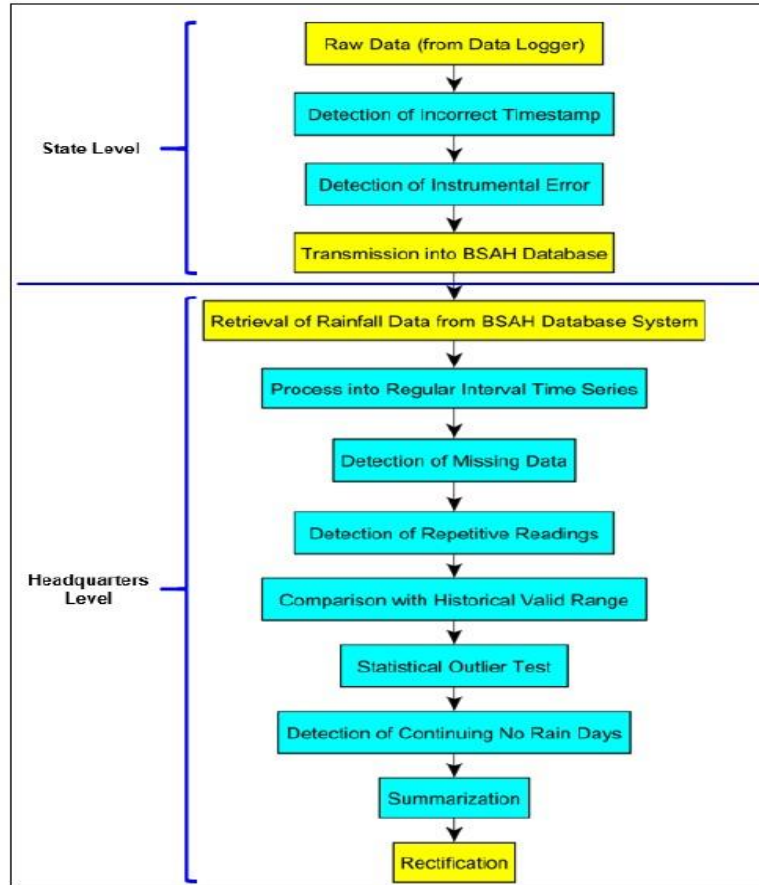 Raw Data (from Data Logger)
Detection of Incorrect Timestamp
State Level
Detection of Instrumental Error
Transmission into BSAH Database
Retrieval of Rainfall Data from BSAH Database System
Process into Regular Interval Time Series
Detection of Missing Data
Detection of Repetitive Readings
Headquarters
Level
Comparison with Historical Valid Range
Statistical Outlier Test
Detection of Continuing No Rain Days
Summarization
Rectification